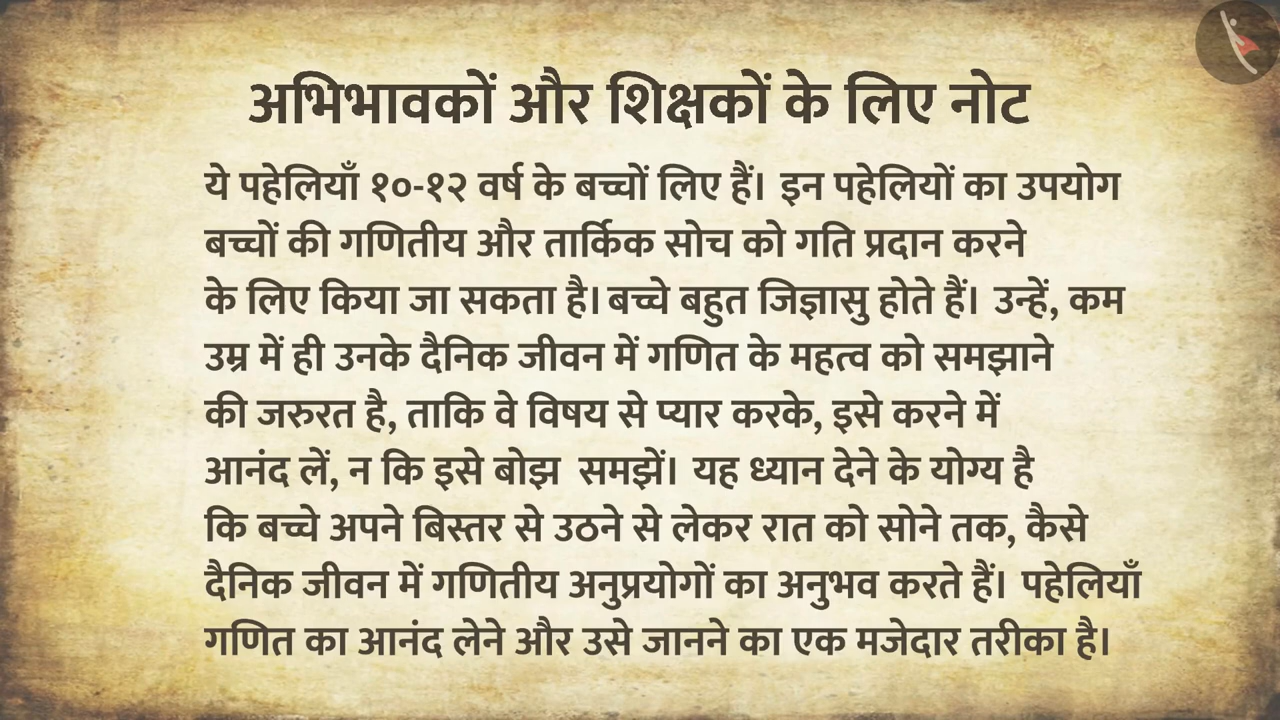 अभिभावकों और शिक्षकों के लिए नोट
ये पहेलियाँ १०-१२ वर्ष के बच्चों लिए हैं। इन पहेलियों का उपयोग
बच्चों की गणितीय और तार्किक सोच को गति प्रदान करने
के लिए किया जा सकता है। बच्चे बहुत जिज्ञासु होते हैं। उन्हें, कम
उम्र में ही उनके दैनिक जीवन में गणित के महत्व को समझाने
की जरुरत है, ताकि वे विषय से प्यार करके, इसे करने में
आनंद लें, न कि इसे बोझ समझें। यह ध्यान देने के योग्य है
कि बच्चे अपने बिस्तर से उठने से लेकर रात को सोने तक, कैसे
दैनिक जीवन में गणितीय अनुप्रयोगों का अनुभव करते हैं। पहेलियाँ
गणित का आनंद लेने और उसे जानने का एक मजेदार तरीका है।